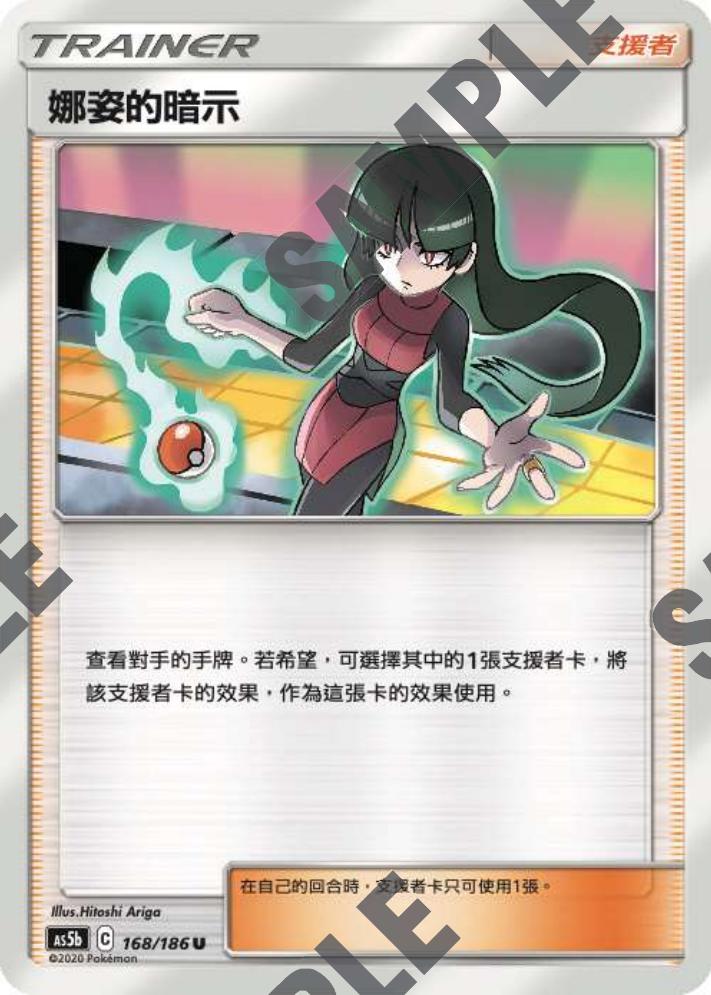 TRAINER
支援者
娜姿的暗示
SAMPLE
查看對手的手牌。若希望，可選擇其中的1張支援者卡，將
該支援者卡的效果，作為這張卡的效果使用。
LE
SA
在自己的回合時，支援者卡只可使用1張。
Illus.Hitoshi Ariga
AS5b C 168/186 U
©2020 Pokémon
PLE